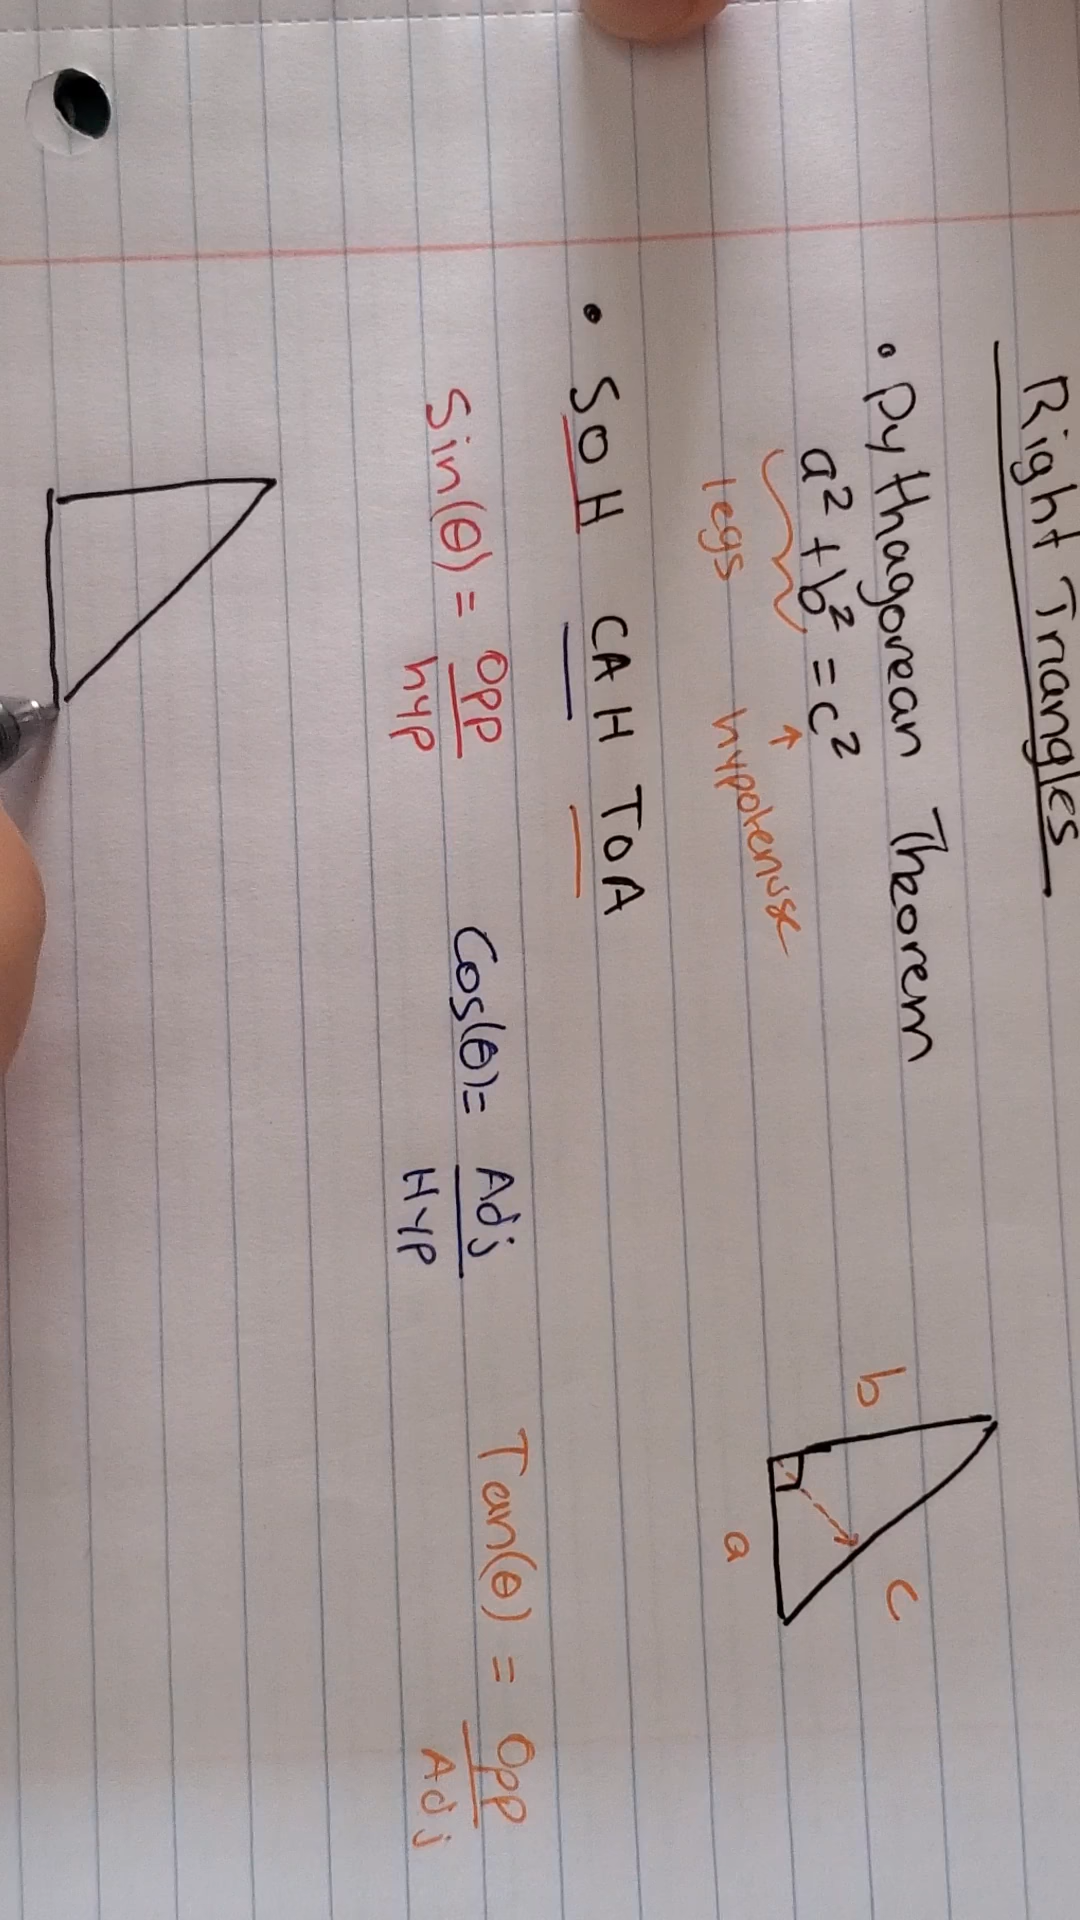 Right Triangles
• Pythagorean Theorem
a² + b² = c²
legs hypotenuse
b
c
a
• SOH CAH TOA
Sin(θ) = Opp/hyp Cos(θ)= Adj/Hyp Tan(θ) = Opp/Adj